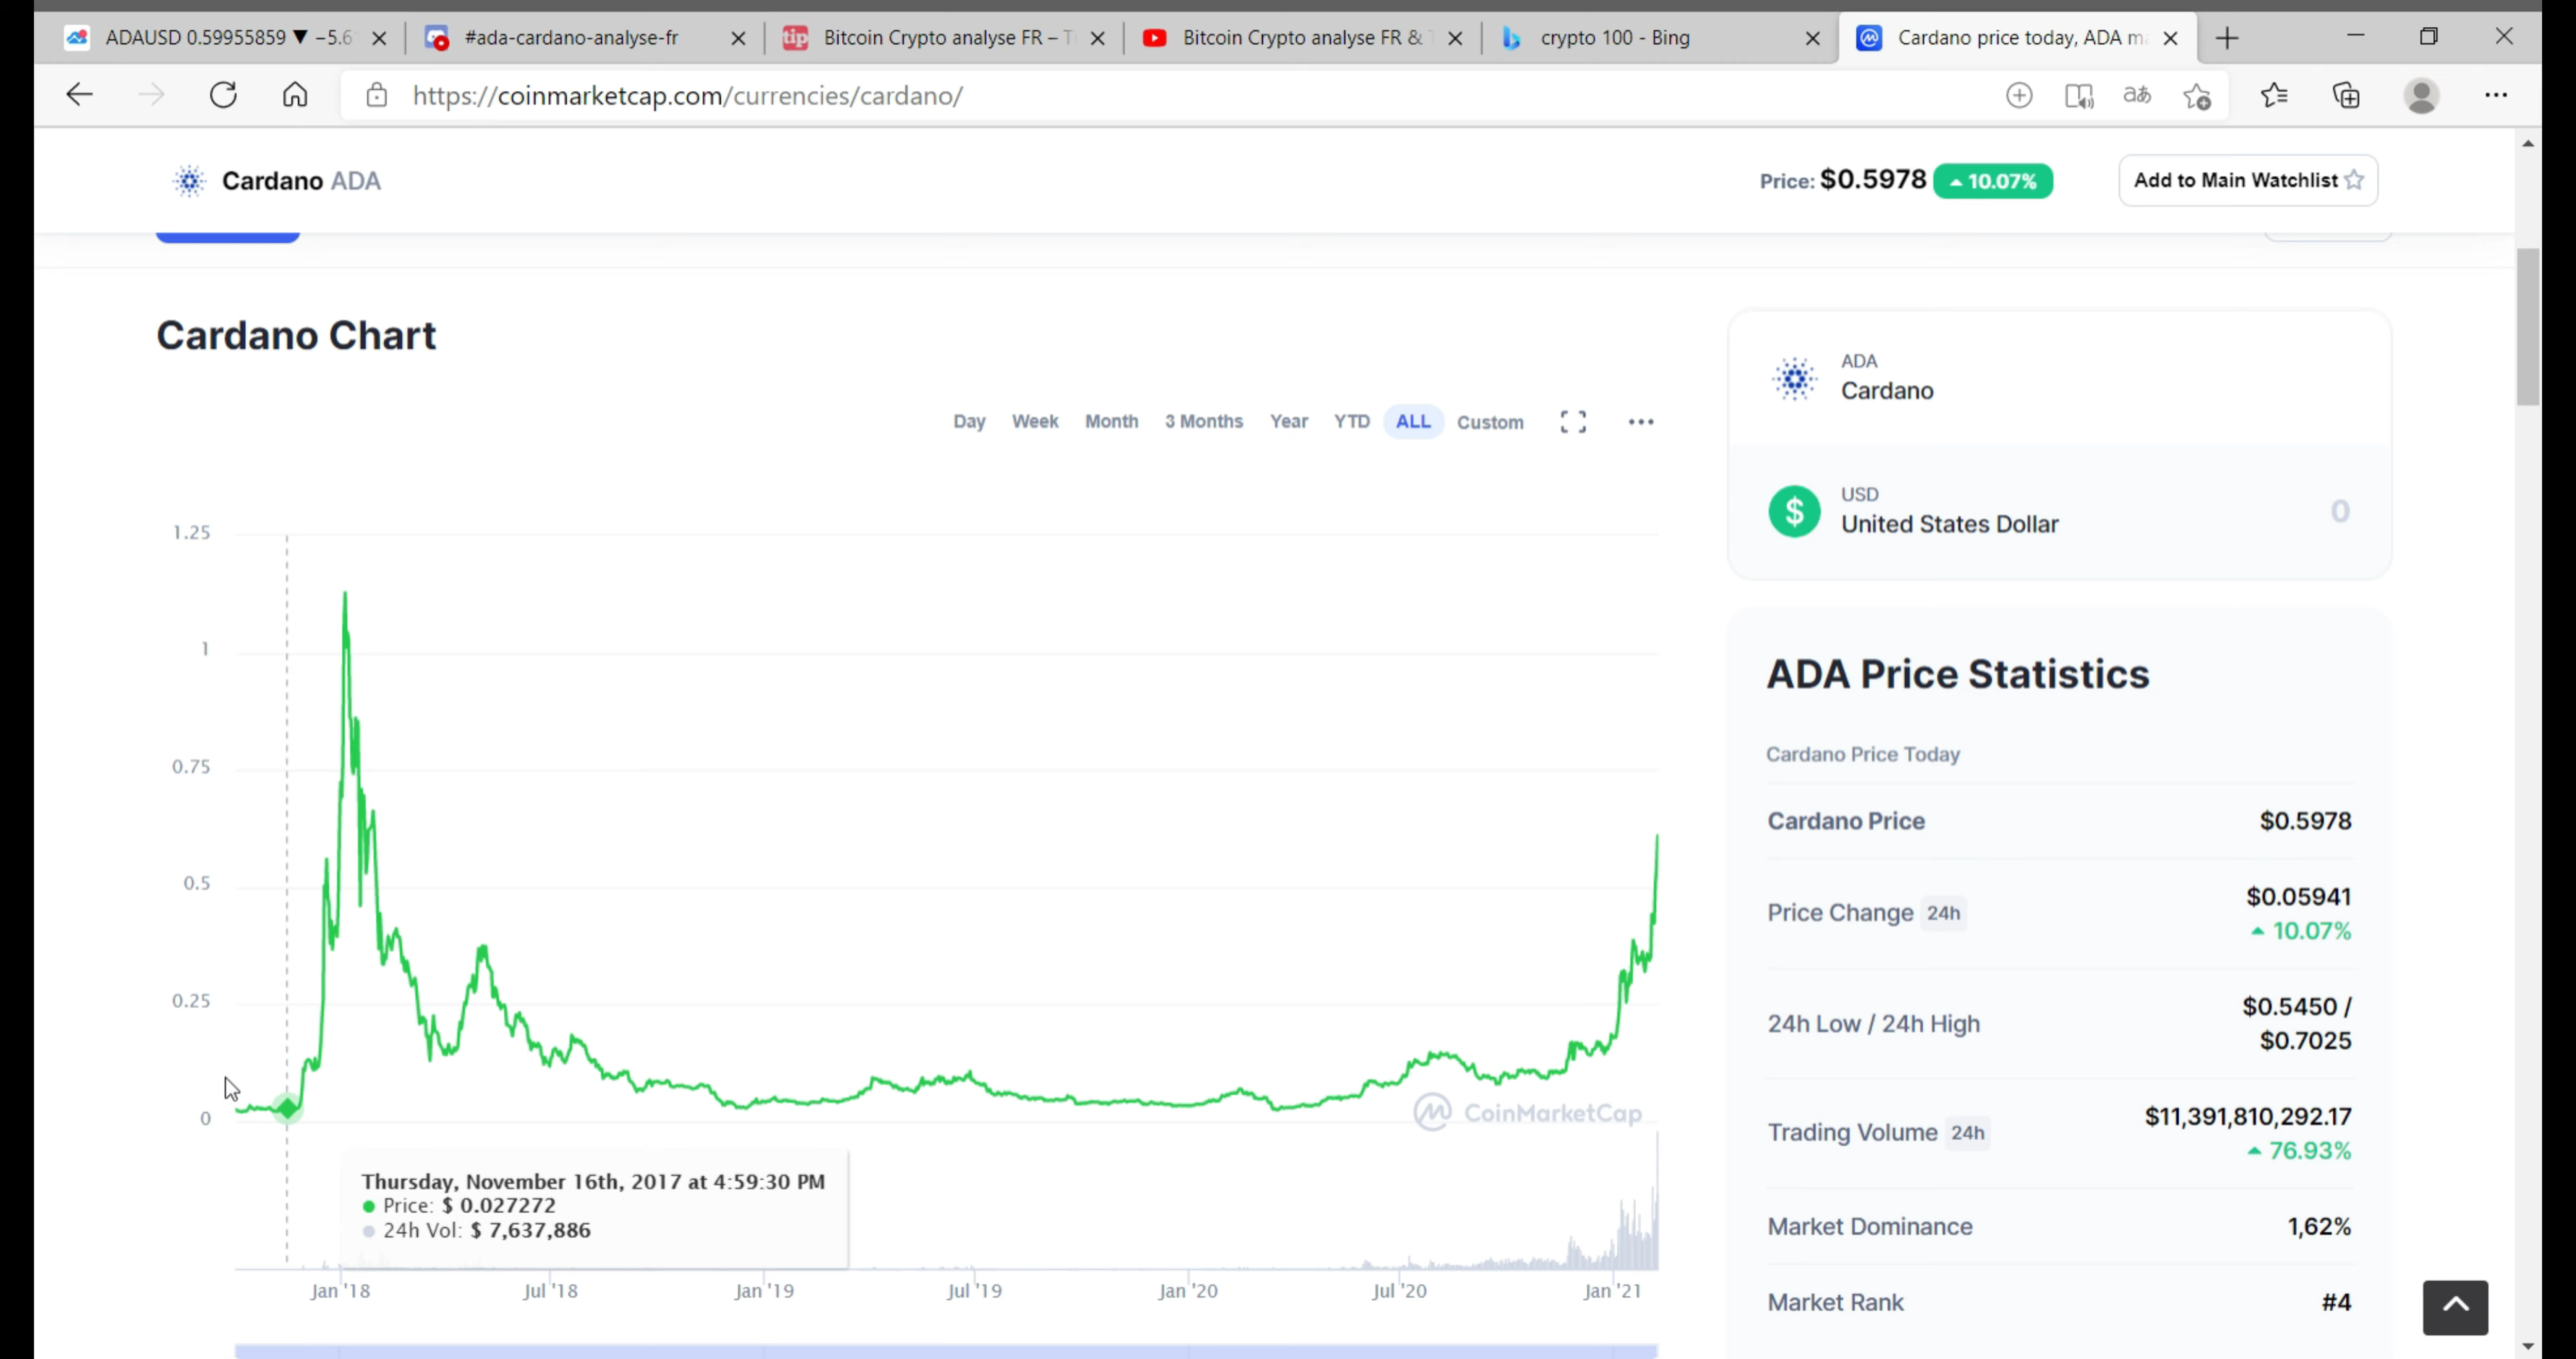 ADAUSD 0.59955859 ▼ −5.6
#ada-cardano-analyse-fr
tip
Bitcoin Crypto analyse FR – T
Bitcoin Crypto analyse FR & T
crypto 100 - Bing
Cardano price today, ADA ma
https://coinmarketcap.com/currencies/cardano/
aあ
Cardano ADA
Price: $0.5978 10.07%
Add to Main Watchlist
Cardano Chart
Day Week Month 3 Months Year YTD ALL Custom
1.25
1
0.75
0.5
0.25
0
CoinMarketCap
Thursday, November 16th, 2017 at 4:59:30 PM
Price: $ 0.027272
24h Vol: $ 7,637,886
Jan '18 Jul '18 Jan '19 Jul '19 Jan '20 Jul '20 Jan '21
ADA
Cardano
$
USD
United States Dollar
0
ADA Price Statistics
Cardano Price Today
Cardano Price $0.5978
Price Change 24h $0.05941
10.07%
24h Low / 24h High $0.5450 /
$0.7025
Trading Volume 24h $11,391,810,292.17
76.93%
Market Dominance 1,62%
Market Rank #4